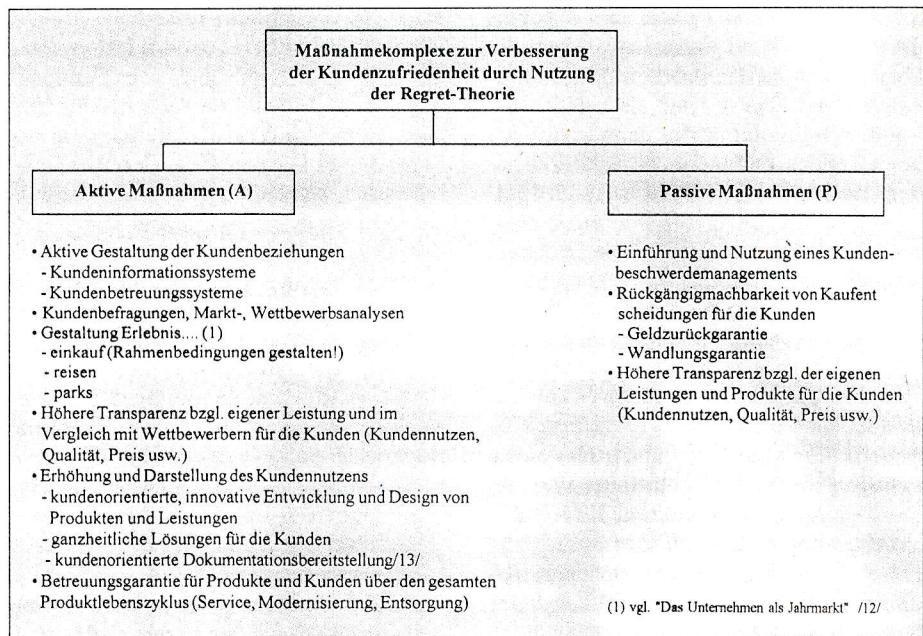 Maßnahmekomplexe zur Verbesserung
der Kundenzufriedenheit durch Nutzung
der Regret-Theorie
Aktive Maßnahmen (A)
• Aktive Gestaltung der Kundenbeziehungen
- Kundeninformationssysteme
- Kundenbetreuungssysteme
• Kundenbefragungen, Markt-, Wettbewerbsanalysen
• Gestaltung Erlebnis.... (1)
- einkauf (Rahmenbedingungen gestalten!)
- reisen
- parks
• Höhere Transparenz bzgl. eigener Leistung und im
Vergleich mit Wettbewerbern für die Kunden (Kundennutzen,
Qualität, Preis usw.)
• Erhöhung und Darstellung des Kundennutzens
- kundenorientierte, innovative Entwicklung und Design von
Produkten und Leistungen
- ganzheitliche Lösungen für die Kunden
- kundenorientierte Dokumentationsbereitstellung/13/
• Betreuungsgarantie für Produkte und Kunden über den gesamten
Produktlebenszyklus (Service, Modernisierung, Entsorgung)
Passive Maßnahmen (P)
• Einführung und Nutzung eines Kunden-
beschwerdemanagements
• Rückgängigmachbarkeit von Kaufent
scheidungen für die Kunden
- Geldzurückgarantie
- Wandlungsgarantie
• Höhere Transparenz bzgl. der eigenen
Leistungen und Produkte für die Kunden
(Kundennutzen, Qualität, Preis usw.)
(1) vgl. "Das Unternehmen als Jahrmarkt" /12/